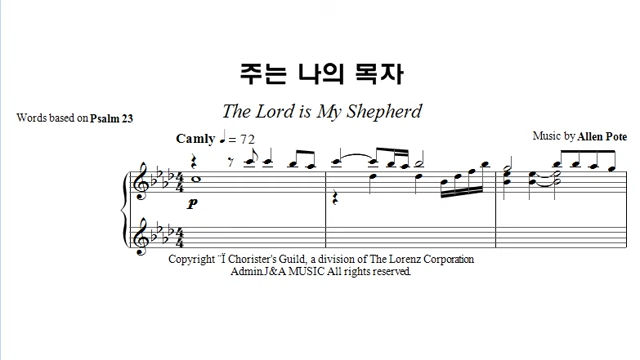 주는 나의 목자
The Lord is My Shepherd
Words based on Psalm 23
Music by Allen Pote
Camly ♩= 72
p
Copyright ¨Ï Chorister's Guild, a division of The Lorenz Corporation
Admin.J&A MUSIC All rights reserved.